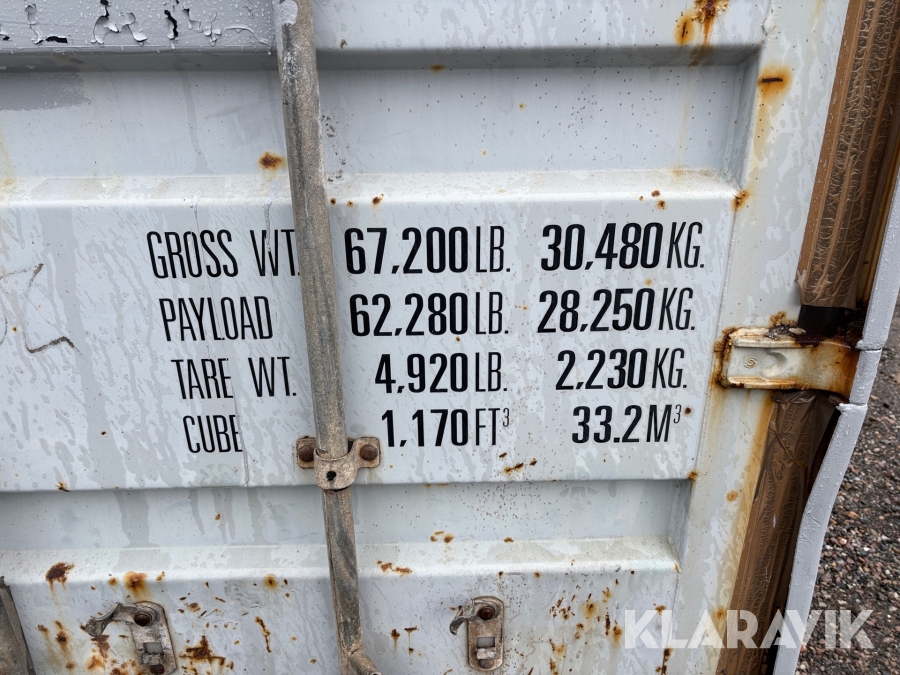 GROSS WT. 67,200 LB. 30,480 KG.
PAYLOAD 62,280 LB. 28,250 KG.
TARE WT. 4,920 LB. 2,230 KG.
CUBE 1,170 FT³ 33.2 M³
KLARAVIK